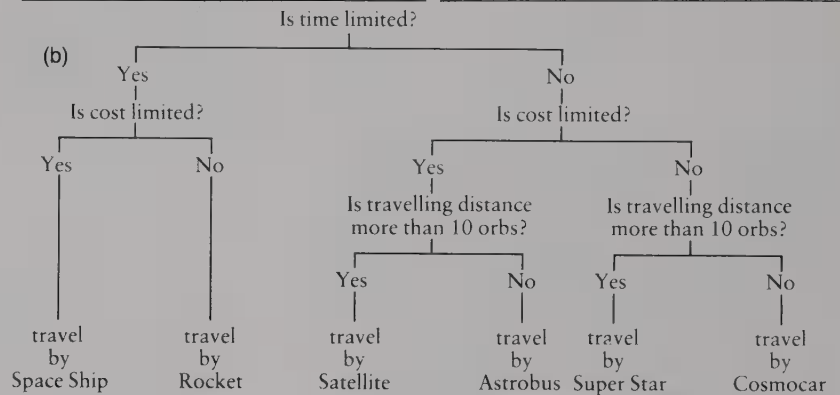 Is time limited?
(b)
Yes No
Is cost limited? Is cost limited?
Yes No Yes No
Is travelling distance Is travelling distance
more than 10 orbs? more than 10 orbs?
Yes No Yes No
travel travel travel travel travel travel
by by by by by by
Space Ship Rocket Satellite Astrobus Super Star Cosmocar